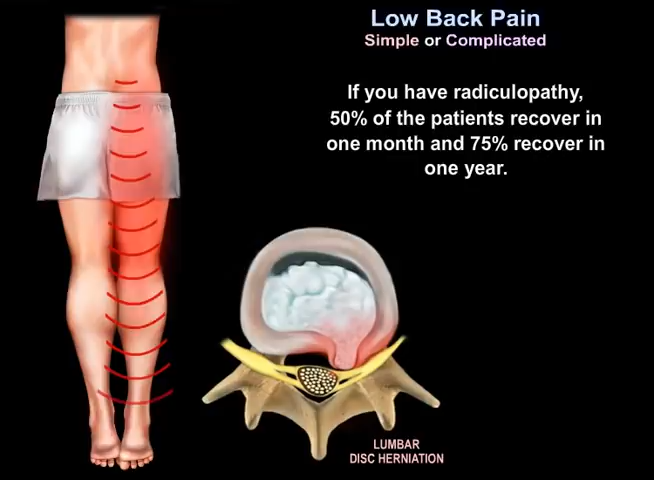 Low Back Pain
Simple or Complicated
If you have radiculopathy,
50% of the patients recover in
one month and 75% recover in
one year.
LUMBAR
DISC HERNIATION